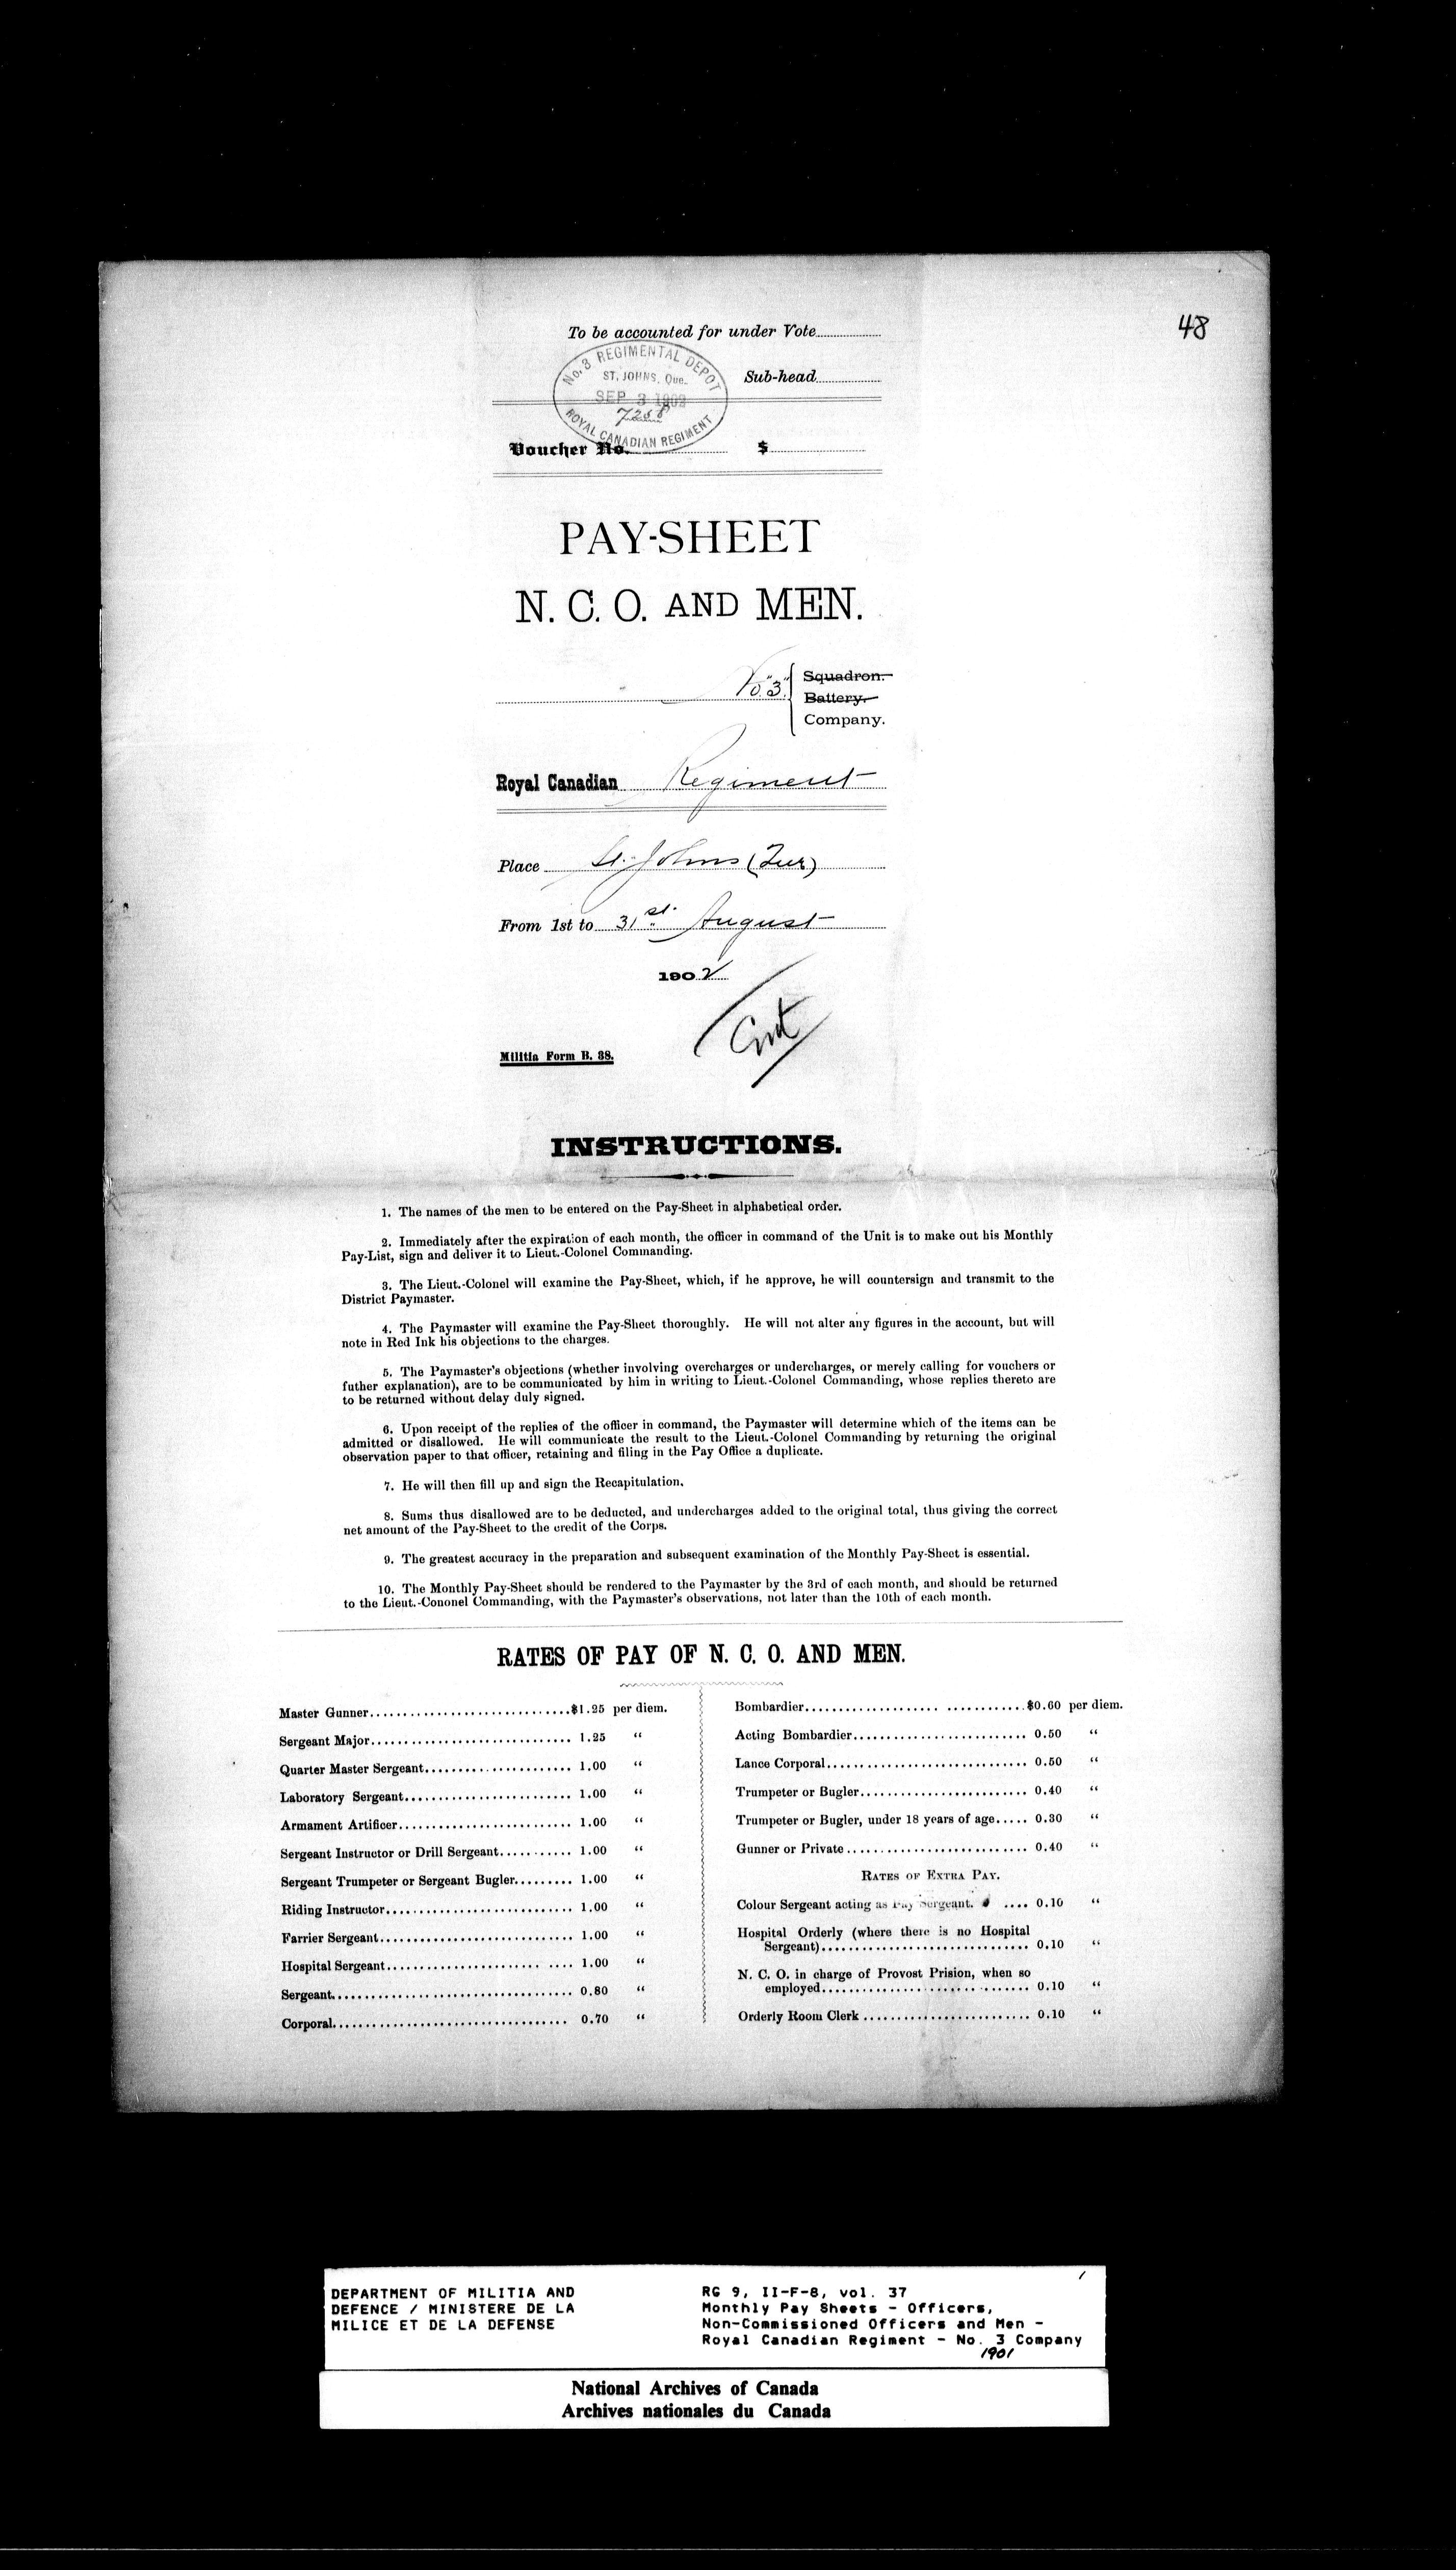 48
To be accounted for under Vote
No. 3 REGIMENTAL DEPOT
ST. JOHNS, Que.
Sub-head
SEP 3 1902
7258
ROYAL CANADIAN REGIMENT
Voucher No. $
PAY-SHEET
N. C. O. AND MEN.
No. "3" Squadron.
Battery.
Company.
Royal Canadian Regiment
Place St. Johns (Que)
From 1st to 31st August
1902
Militia Form B. 38.
INSTRUCTIONS.
1. The names of the men to be entered on the Pay-Sheet in alphabetical order.
2. Immediately after the expiration of each month, the officer in command of the Unit is to make out his Monthly
Pay-List, sign and deliver it to Lieut.-Colonel Commanding.
3. The Lieut.-Colonel will examine the Pay-Sheet, which, if he approve, he will countersign and transmit to the
District Paymaster.
4. The Paymaster will examine the Pay-Sheet thoroughly. He will not alter any figures in the account, but will
note in Red Ink his objections to the charges.
5. The Paymaster's objections (whether involving overcharges or undercharges, or merely calling for vouchers or
futher explanation), are to be communicated by him in writing to Lieut.-Colonel Commanding, whose replies thereto are
to be returned without delay duly signed.
6. Upon receipt of the replies of the officer in command, the Paymaster will determine which of the items can be
admitted or disallowed. He will communicate the result to the Lieut.-Colonel Commanding by returning the original
observation paper to that officer, retaining and filing in the Pay Office a duplicate.
7. He will then fill up and sign the Recapitulation.
8. Sums thus disallowed are to be deducted, and undercharges added to the original total, thus giving the correct
net amount of the Pay-Sheet to the credit of the Corps.
9. The greatest accuracy in the preparation and subsequent examination of the Monthly Pay-Sheet is essential.
10. The Monthly Pay-Sheet should be rendered to the Paymaster by the 3rd of each month, and should be returned
to the Lieut.-Cononel Commanding, with the Paymaster's observations, not later than the 10th of each month.
RATES OF PAY OF N. C. O. AND MEN.
Master Gunner $1.25 per diem.
Sergeant Major 1.25 "
Quarter Master Sergeant 1.00 "
Laboratory Sergeant 1.00 "
Armament Artificer 1.00 "
Sergeant Instructor or Drill Sergeant 1.00 "
Sergeant Trumpeter or Sergeant Bugler 1.00 "
Riding Instructor 1.00 "
Farrier Sergeant 1.00 "
Hospital Sergeant 1.00 "
Sergeant 0.80 "
Corporal 0.70 "
Bombardier $0.60 per diem.
Acting Bombardier 0.50 "
Lance Corporal 0.50 "
Trumpeter or Bugler 0.40 "
Trumpeter or Bugler, under 18 years of age 0.30 "
Gunner or Private 0.40 "
RATES OF EXTRA PAY.
Colour Sergeant acting as Pay Sergeant. 0.10 "
Hospital Orderly (where there is no Hospital
Sergeant) 0.10 "
N. C. O. in charge of Provost Prision, when so
employed 0.10 "
Orderly Room Clerk 0.10 "
DEPARTMENT OF MILITIA AND
DEFENCE / MINISTERE DE LA
MILICE ET DE LA DEFENSE
RG 9, II-F-8, vol. 37
Monthly Pay Sheets - Officers,
Non-Commissioned Officers and Men -
Royal Canadian Regiment - No. 3 Company
1901
National Archives of Canada
Archives nationales du Canada